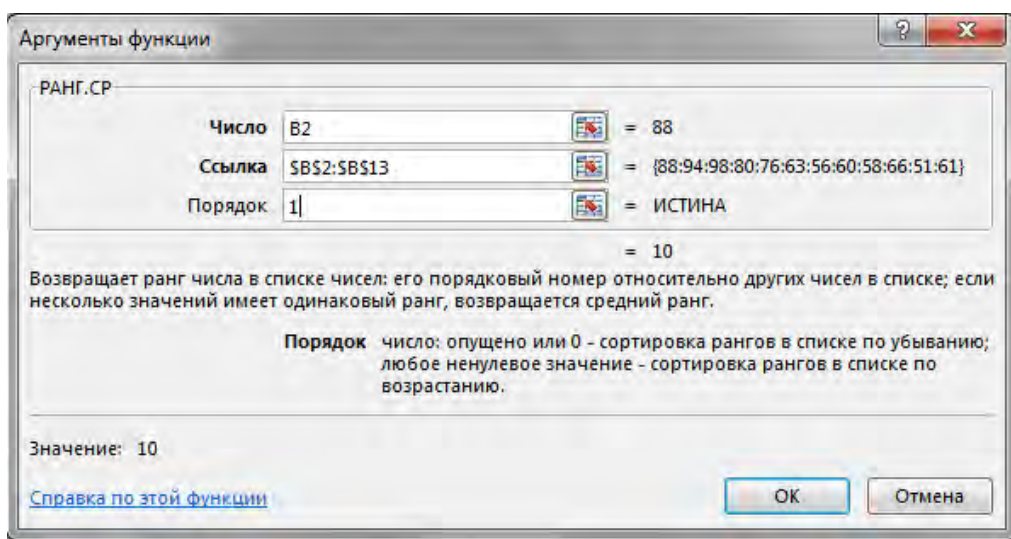 Аргументы функции
РАНГ.СР
Число B2 = 88
Ссылка $B$2:$B$13 = {88:94:98:80:76:63:56:60:58:66:51:61}
Порядок 1 = ИСТИНА
= 10
Возвращает ранг числа в списке чисел: его порядковый номер относительно других чисел в списке; если
несколько значений имеет одинаковый ранг, возвращается средний ранг.
Порядок число: опущено или 0 - сортировка рангов в списке по убыванию;
любое ненулевое значение - сортировка рангов в списке по
возрастанию.
Значение: 10
Справка по этой функции
ОК
Отмена